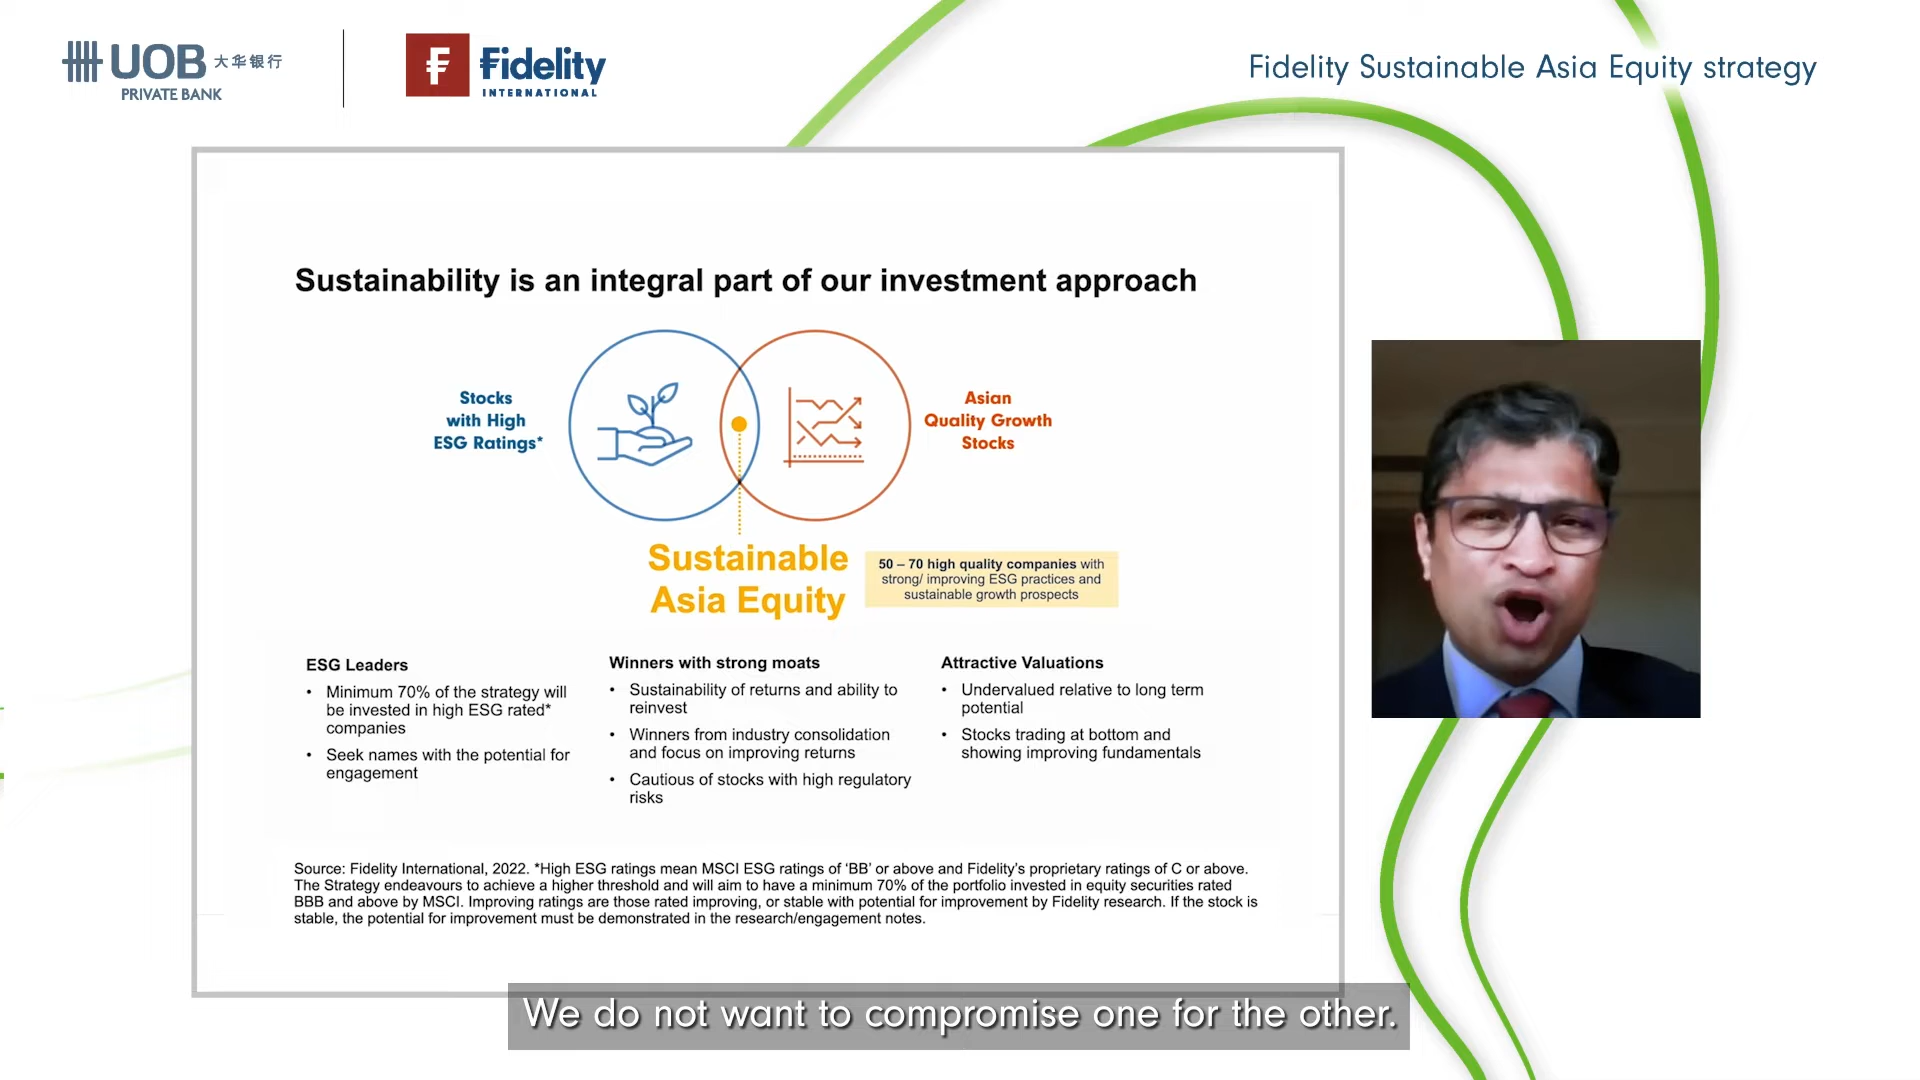 UOB 大华银行
PRIVATE BANK
Fidelity
INTERNATIONAL
Fidelity Sustainable Asia Equity strategy
Sustainability is an integral part of our investment approach
Stocks
with High
ESG Ratings*
Asian
Quality Growth
Stocks
Sustainable
Asia Equity
50 – 70 high quality companies with
strong/ improving ESG practices and
sustainable growth prospects
ESG Leaders
• Minimum 70% of the strategy will
be invested in high ESG rated*
companies
• Seek names with the potential for
engagement
Winners with strong moats
• Sustainability of returns and ability to
reinvest
• Winners from industry consolidation
and focus on improving returns
• Cautious of stocks with high regulatory
risks
Attractive Valuations
• Undervalued relative to long term
potential
• Stocks trading at bottom and
showing improving fundamentals
Source: Fidelity International, 2022. *High ESG ratings mean MSCI ESG ratings of ‘BB’ or above and Fidelity’s proprietary ratings of C or above.
The Strategy endeavours to achieve a higher threshold and will aim to have a minimum 70% of the portfolio invested in equity securities rated
BBB and above by MSCI. Improving ratings are those rated improving, or stable with potential for improvement by Fidelity research. If the stock is
stable, the potential for improvement must be demonstrated in the research/engagement notes.
We do not want to compromise one for the other.